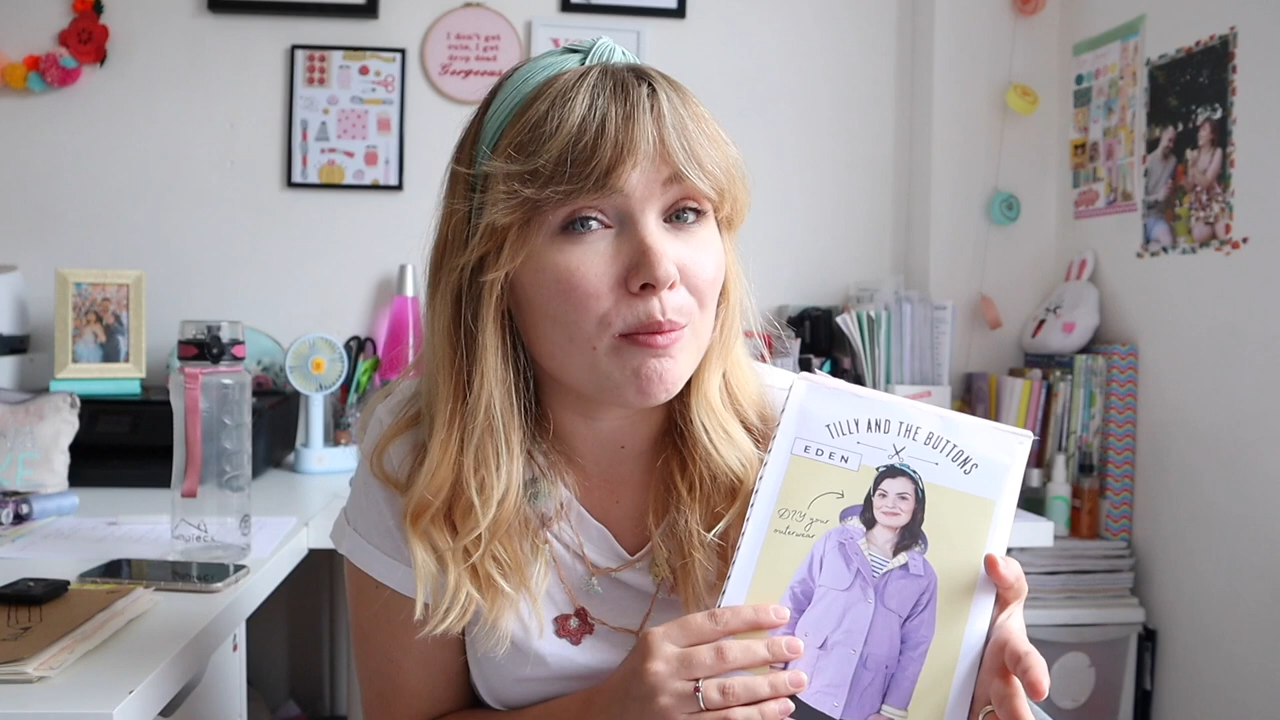 I don't get
cute, I get
drop dead
Gorgeous
TILLY AND THE BUTTONS
EDEN
DIY your
outerwear